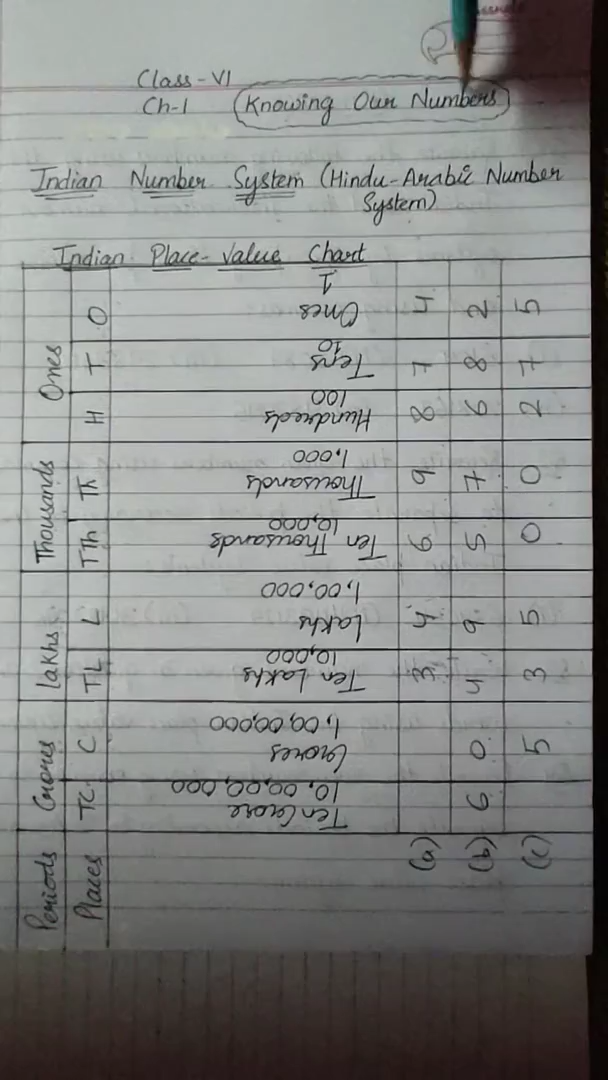 Class-VI
Ch-1 Knowing Our Numbers
Indian Number System (Hindu-Arabic Number
System)
Indian Place-Value Chart
Periods Crores Lakhs Thousands Ones
Places TC C TL L TTh Th H T O
Ten Crore 10,00,00,000
Crores 1,00,00,000
Ten Lakhs 10,000
Lakhs 1,00,000
Ten Thousands 10,000
Thousands 1,000
Hundreds 100
Tens 10
Ones 1
(a) 3 4 9 6 8 7 4
(b) 9 0 4 6 5 7 9 8 2
(c) 5 3 5 0 0 2 7 5